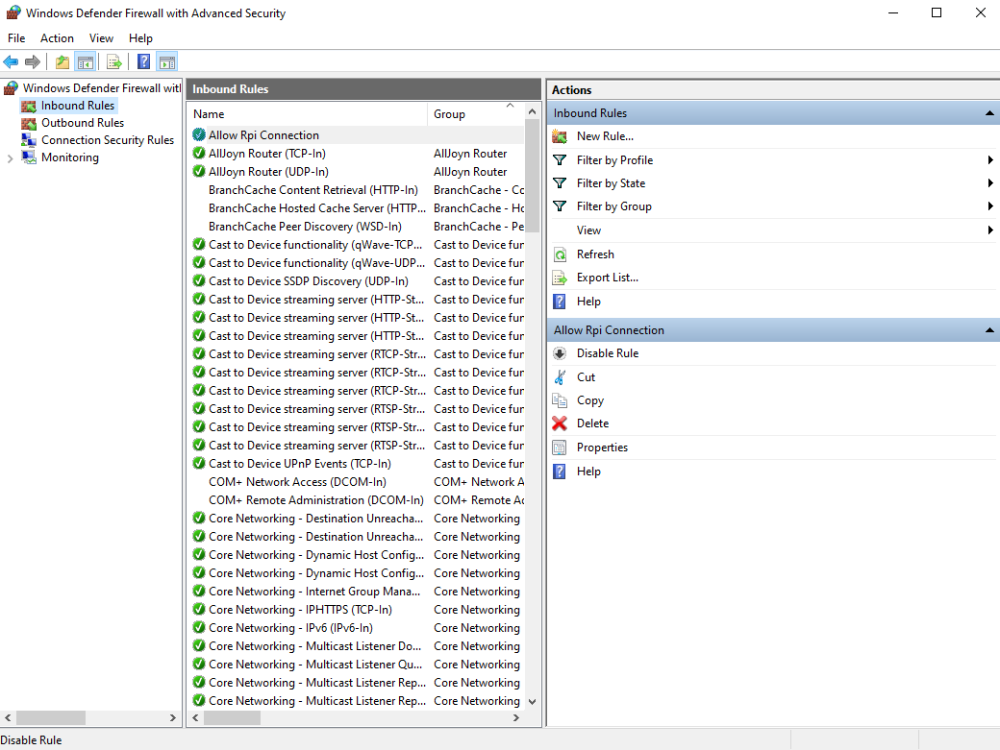 Windows Defender Firewall with Advanced Security
File Action View Help
Windows Defender Firewall wit
Inbound Rules
Outbound Rules
Connection Security Rules
Monitoring
Inbound Rules
Name Group
Allow Rpi Connection
AllJoyn Router (TCP-In) AllJoyn Router
AllJoyn Router (UDP-In) AllJoyn Router
BranchCache Content Retrieval (HTTP-In) BranchCache - Co
BranchCache Hosted Cache Server (HTTP... BranchCache - Ho
BranchCache Peer Discovery (WSD-In) BranchCache - Pe
Cast to Device functionality (qWave-TCP... Cast to Device fun
Cast to Device functionality (qWave-UDP... Cast to Device fun
Cast to Device SSDP Discovery (UDP-In) Cast to Device fun
Cast to Device streaming server (HTTP-St... Cast to Device fun
Cast to Device streaming server (HTTP-St... Cast to Device fun
Cast to Device streaming server (HTTP-St... Cast to Device fun
Cast to Device streaming server (RTCP-Str... Cast to Device fun
Cast to Device streaming server (RTCP-Str... Cast to Device fun
Cast to Device streaming server (RTCP-Str... Cast to Device fun
Cast to Device streaming server (RTSP-Str... Cast to Device fun
Cast to Device streaming server (RTSP-Str... Cast to Device fun
Cast to Device streaming server (RTSP-Str... Cast to Device fun
Cast to Device UPnP Events (TCP-In) Cast to Device fun
COM+ Network Access (DCOM-In) COM+ Network A
COM+ Remote Administration (DCOM-In) COM+ Remote Ad
Core Networking - Destination Unreacha... Core Networking
Core Networking - Destination Unreacha... Core Networking
Core Networking - Dynamic Host Config... Core Networking
Core Networking - Dynamic Host Config... Core Networking
Core Networking - Internet Group Mana... Core Networking
Core Networking - IPHTTPS (TCP-In) Core Networking
Core Networking - IPv6 (IPv6-In) Core Networking
Core Networking - Multicast Listener Do... Core Networking
Core Networking - Multicast Listener Qu... Core Networking
Core Networking - Multicast Listener Rep... Core Networking
Core Networking - Multicast Listener Rep... Core Networking
Actions
Inbound Rules
New Rule...
Filter by Profile
Filter by State
Filter by Group
View
Refresh
Export List...
Help
Allow Rpi Connection
Disable Rule
Cut
Copy
Delete
Properties
Help
Disable Rule